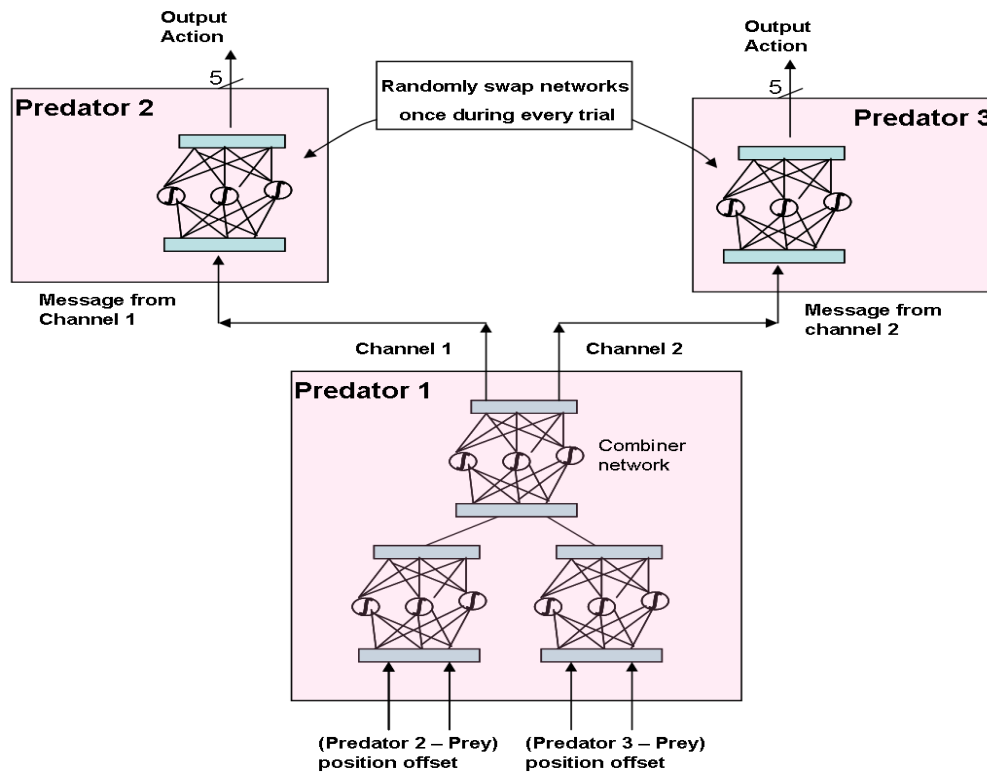 Output
Action
5
Predator 2
Randomly swap networks
once during every trial
Output
Action
5
Predator 3
Message from
Channel 1
Message from
channel 2
Channel 1
Channel 2
Predator 1
Combiner
network
(Predator 2 – Prey)
position offset
(Predator 3 – Prey)
position offset